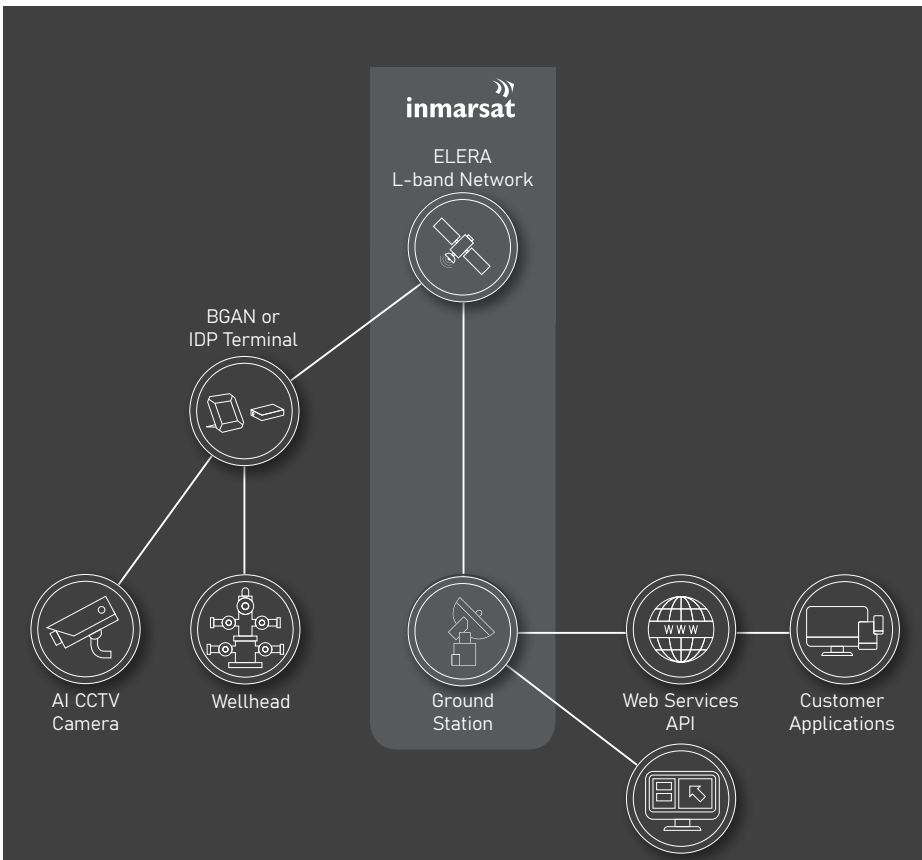 inmarsat
ELERA
L-band Network
BGAN or
IDP Terminal
AI CCTV
Camera
Wellhead
Ground
Station
WWW
Web Services
API
Customer
Applications